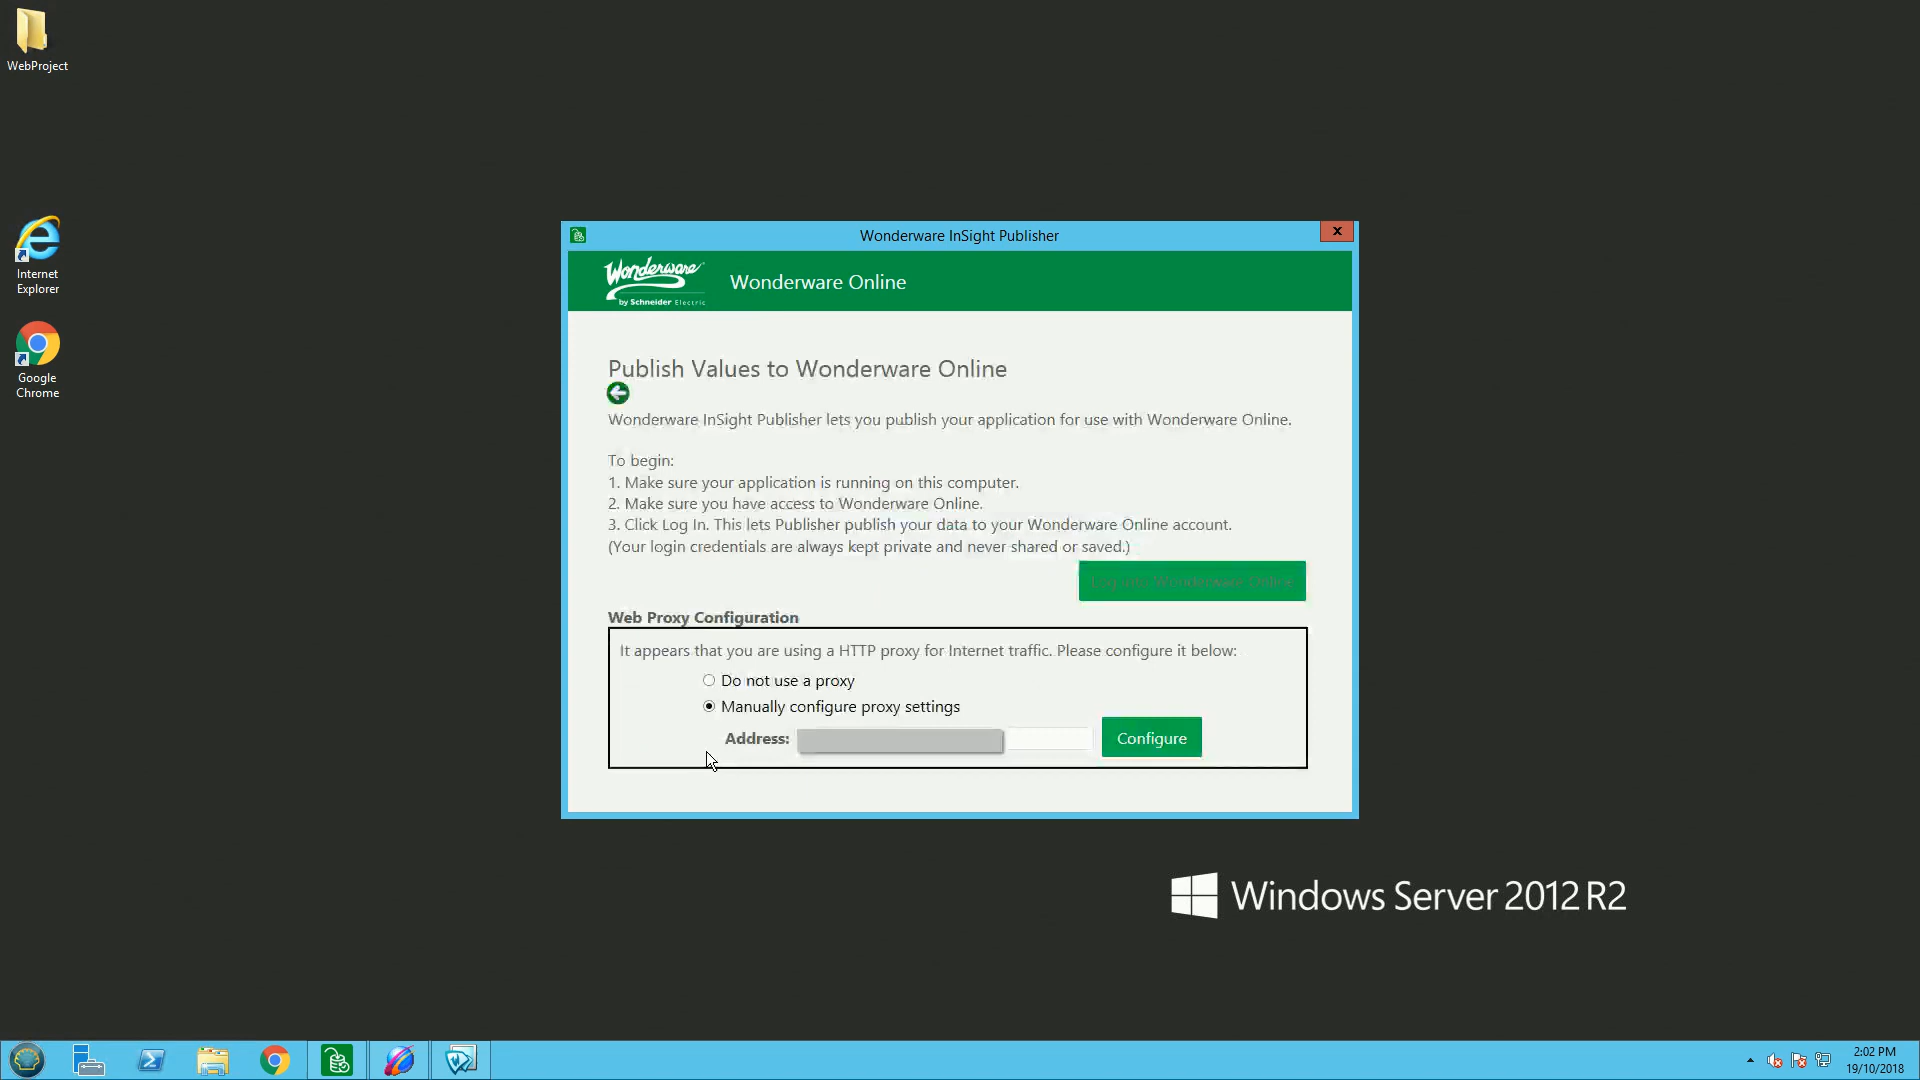 WebProject
Internet
Explorer
Google
Chrome
Wonderware InSight Publisher
Wonderware
by Schneider Electric
Wonderware Online
Publish Values to Wonderware Online
Wonderware InSight Publisher lets you publish your application for use with Wonderware Online.
To begin:
1. Make sure your application is running on this computer.
2. Make sure you have access to Wonderware Online.
3. Click Log In. This lets Publisher publish your data to your Wonderware Online account.
(Your login credentials are always kept private and never shared or saved.)
Log into Wonderware Online
Web Proxy Configuration
It appears that you are using a HTTP proxy for Internet traffic. Please configure it below:
Do not use a proxy
Manually configure proxy settings
Address:
Configure
Windows Server 2012 R2
2:02 PM
19/10/2018